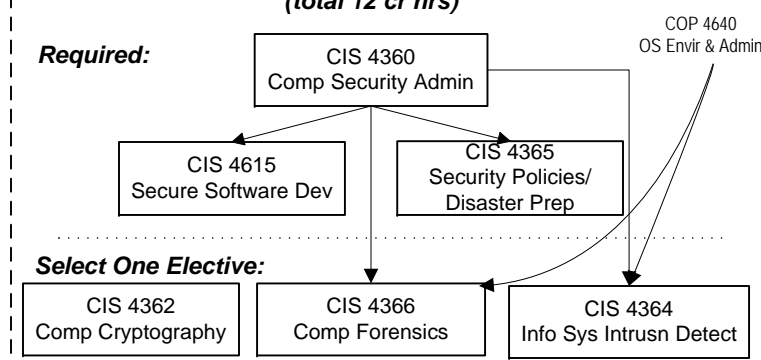 (total 12 cr hrs)
COP 4640
OS Envir & Admin
Required:
CIS 4360
Comp Security Admin
CIS 4615
Secure Software Dev
CIS 4365
Security Policies/
Disaster Prep
Select One Elective:
CIS 4362
Comp Cryptography
CIS 4366
Comp Forensics
CIS 4364
Info Sys Intrusn Detect